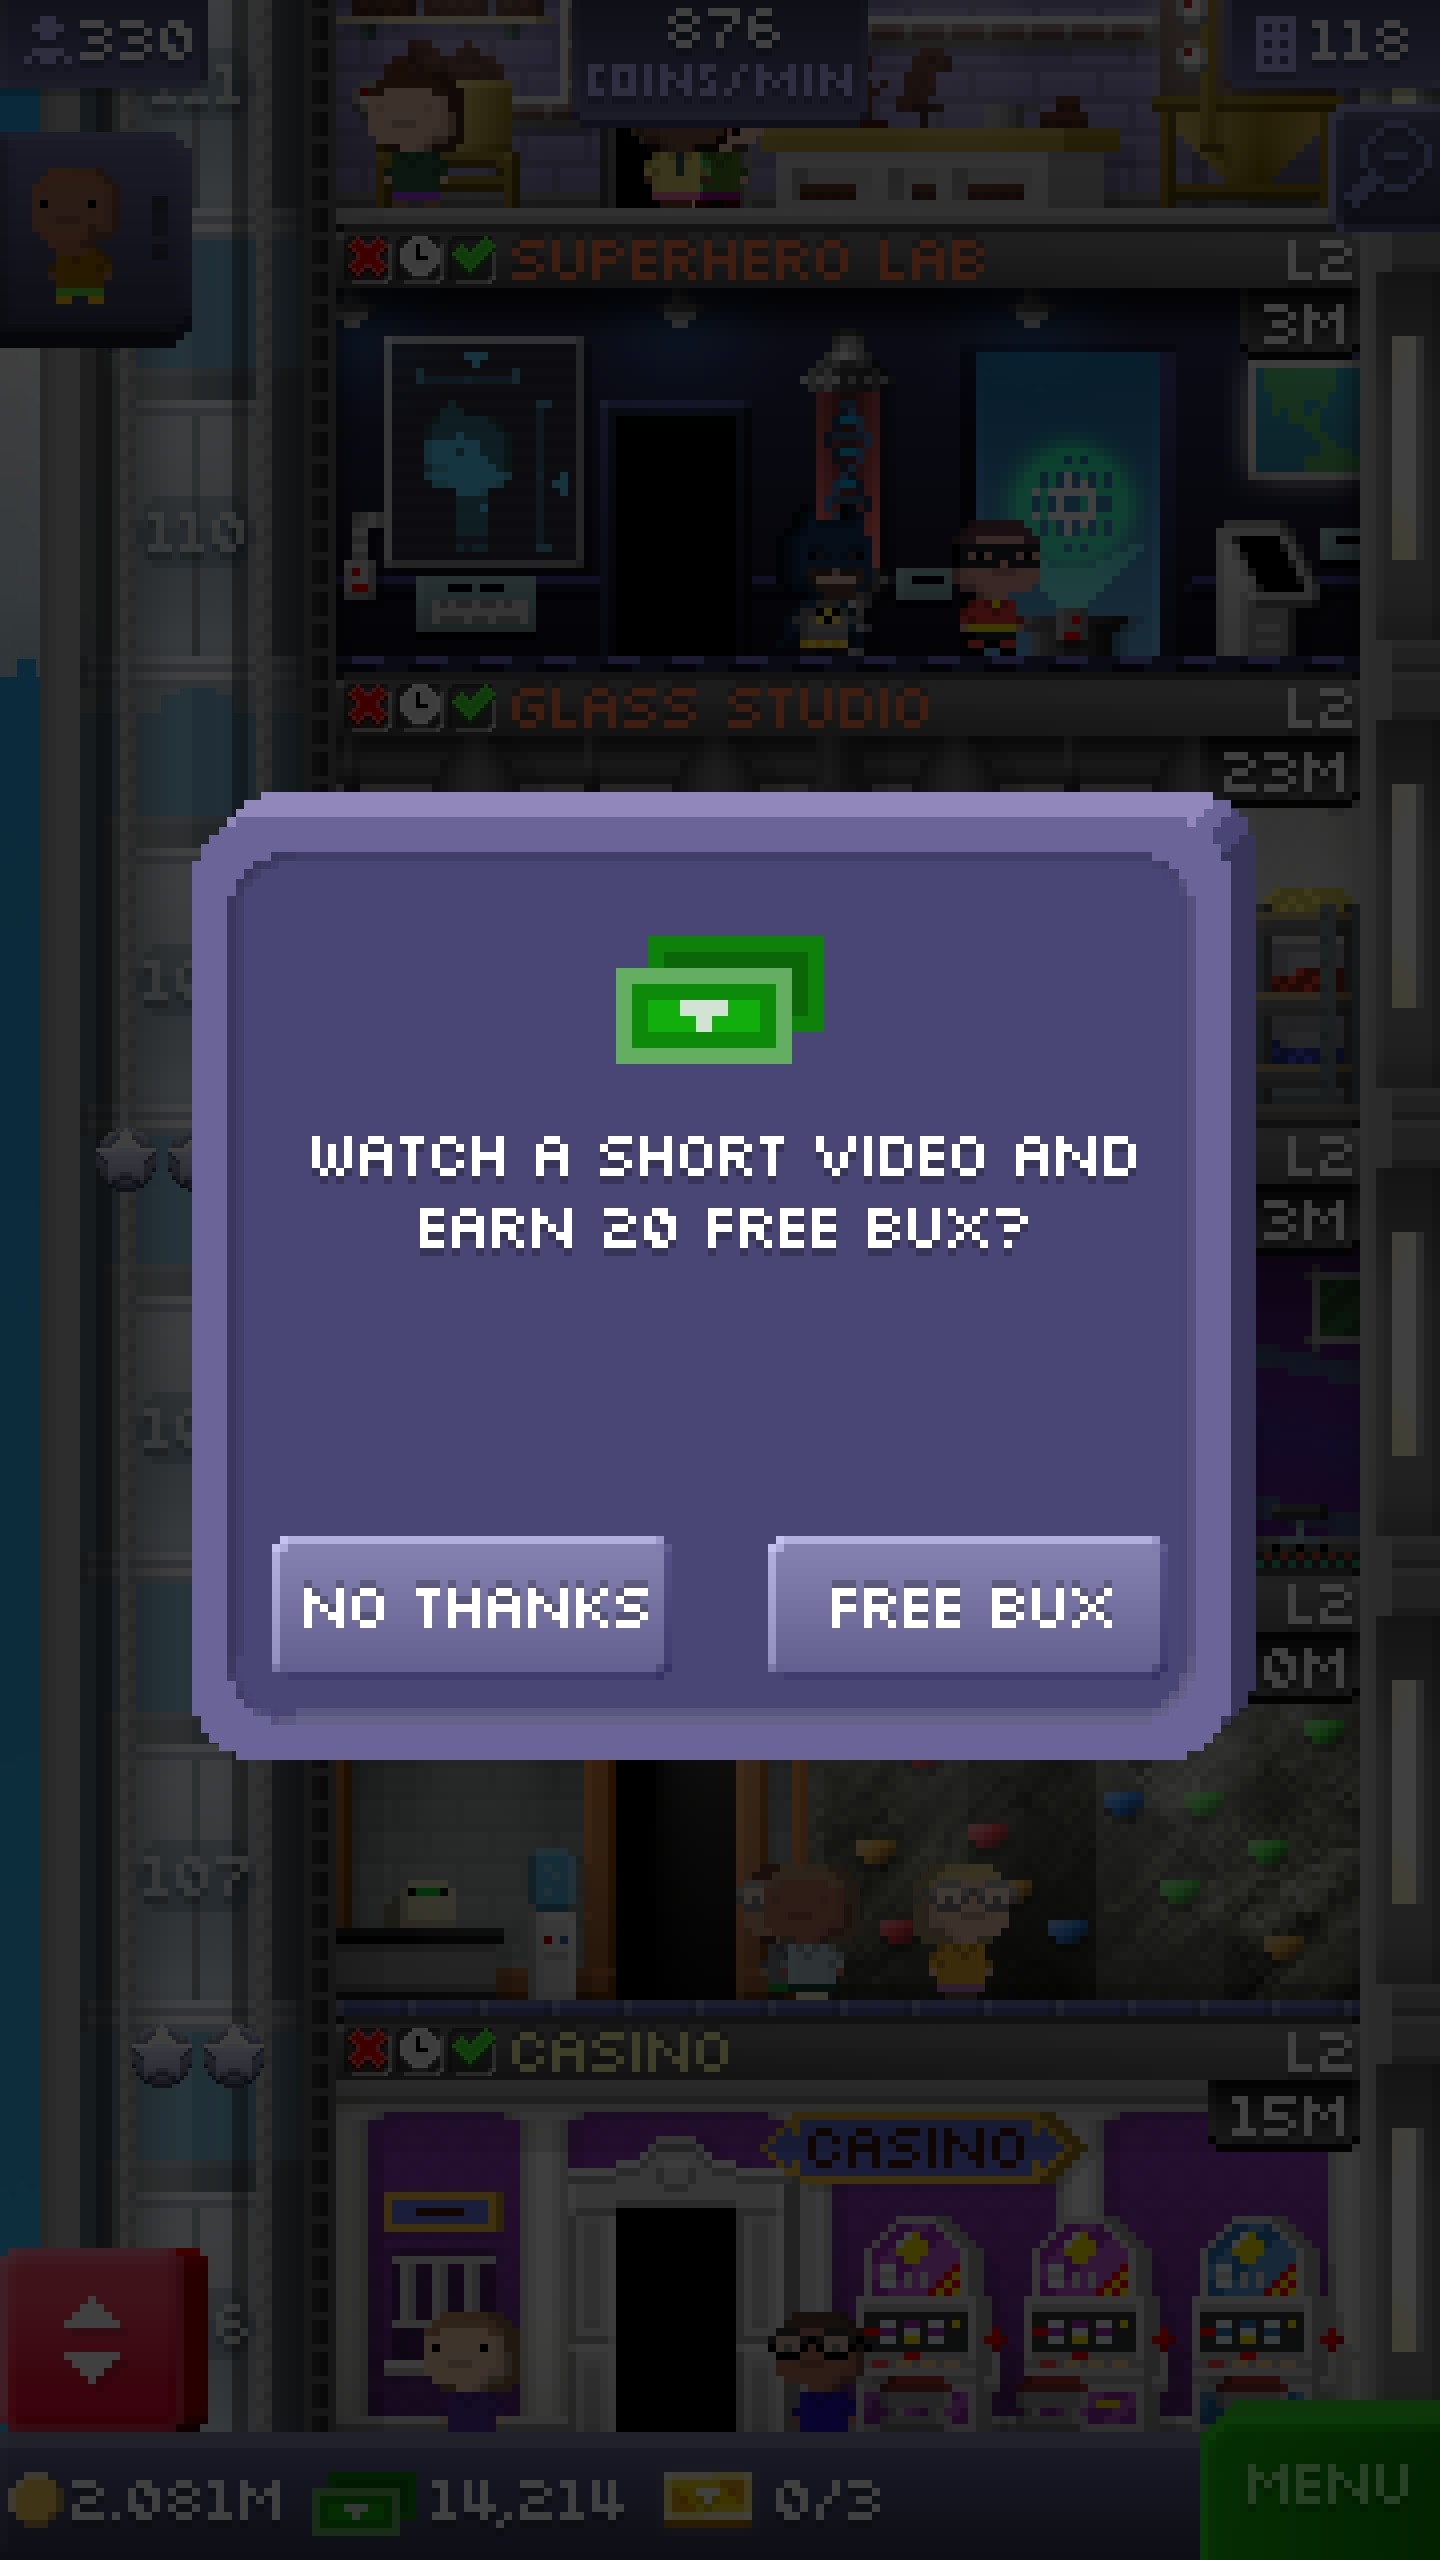 330
876
COINS/MIN
118
SUPERHERO LAB
L2
3M
110
GLASS STUDIO
L2
23M
WATCH A SHORT VIDEO AND
EARN 20 FREE BUX?
L2
3M
NO THANKS
FREE BUX
L2
0M
107
CASINO
L2
15M
CASINO
2.081M
14,214
0/3
MENU